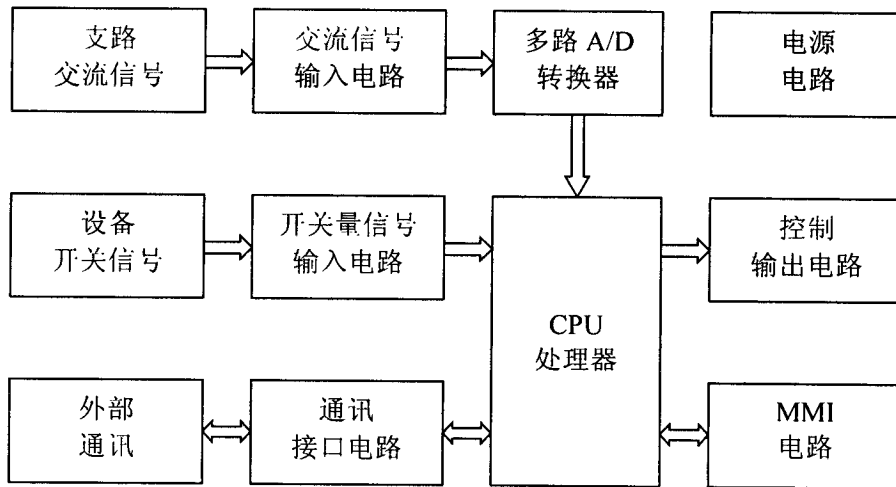 支路
交流信号
交流信号
输入电路
多路 A/D
转换器
电源
电路
设备
开关信号
开关量信号
输入电路
CPU
处理器
控制
输出电路
外部
通讯
通讯
接口电路
MMI
电路